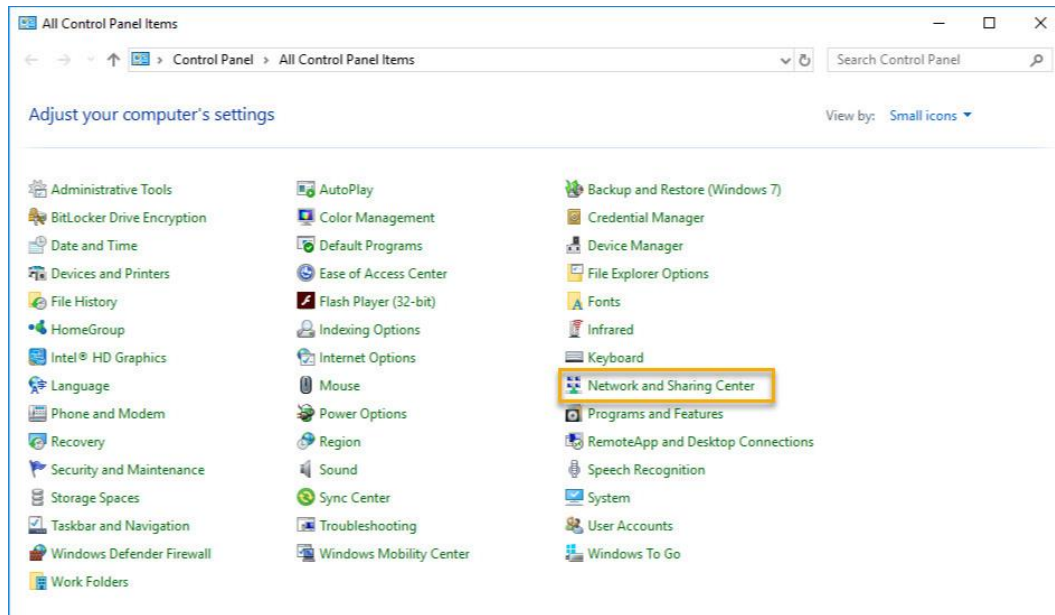 All Control Panel Items
Control Panel > All Control Panel Items
Search Control Panel
Adjust your computer's settings
View by: Small icons
Administrative Tools
AutoPlay
Backup and Restore (Windows 7)
BitLocker Drive Encryption
Color Management
Credential Manager
Date and Time
Default Programs
Device Manager
Devices and Printers
Ease of Access Center
File Explorer Options
File History
Flash Player (32-bit)
Fonts
HomeGroup
Indexing Options
Infrared
Intel® HD Graphics
Internet Options
Keyboard
Language
Mouse
Network and Sharing Center
Phone and Modem
Power Options
Programs and Features
Recovery
Region
RemoteApp and Desktop Connections
Security and Maintenance
Sound
Speech Recognition
Storage Spaces
Sync Center
System
Taskbar and Navigation
Troubleshooting
User Accounts
Windows Defender Firewall
Windows Mobility Center
Windows To Go
Work Folders